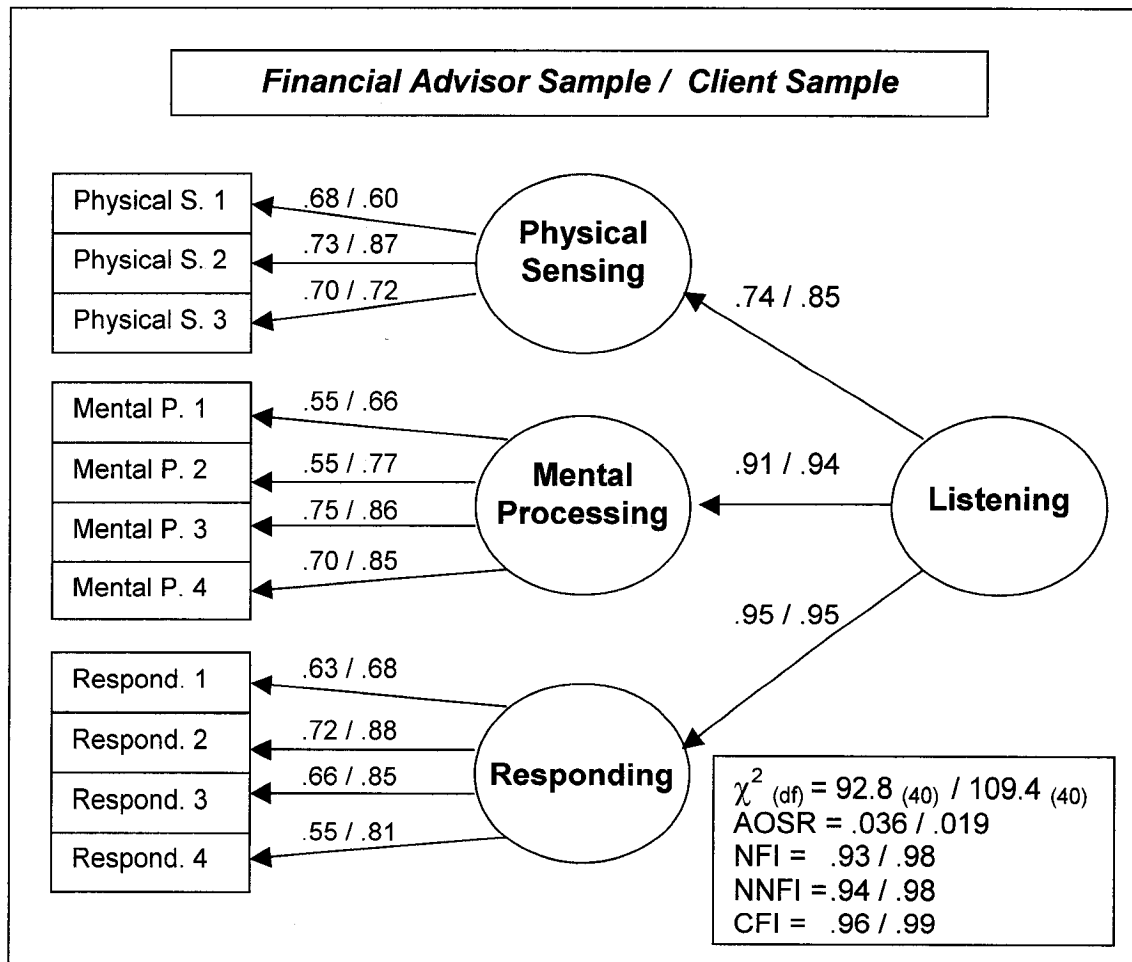 Financial Advisor Sample / Client Sample
Physical S. 1
Physical S. 2
Physical S. 3
.68 / .60
.73 / .87
.70 / .72
Physical
Sensing
.74 / .85
Mental P. 1
Mental P. 2
Mental P. 3
Mental P. 4
.55 / .66
.55 / .77
.75 / .86
.70 / .85
Mental
Processing
.91 / .94
Listening
Respond. 1
Respond. 2
Respond. 3
Respond. 4
.63 / .68
.72 / .88
.66 / .85
.55 / .81
Responding
.95 / .95
χ² (df) = 92.8 (40) / 109.4 (40)
AOSR = .036 / .019
NFI = .93 / .98
NNFI = .94 / .98
CFI = .96 / .99